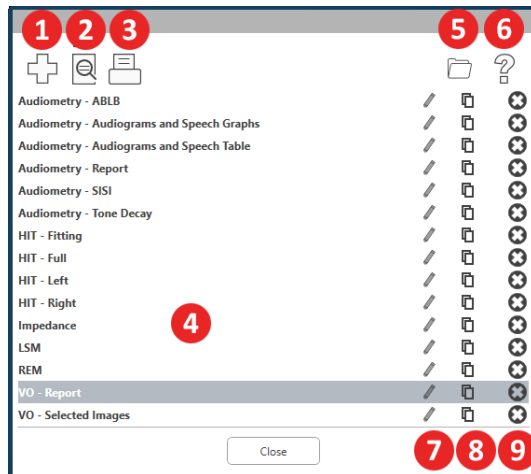 1 2 3 5 6
Audiometry - ABLB
Audiometry - Audiograms and Speech Graphs
Audiometry - Audiograms and Speech Table
Audiometry - Report
Audiometry - SISI
Audiometry - Tone Decay
HIT - Fitting
HIT - Full
HIT - Left
HIT - Right
Impedance 4
LSM
REM
VO - Report
VO - Selected Images
Close 7 8 9